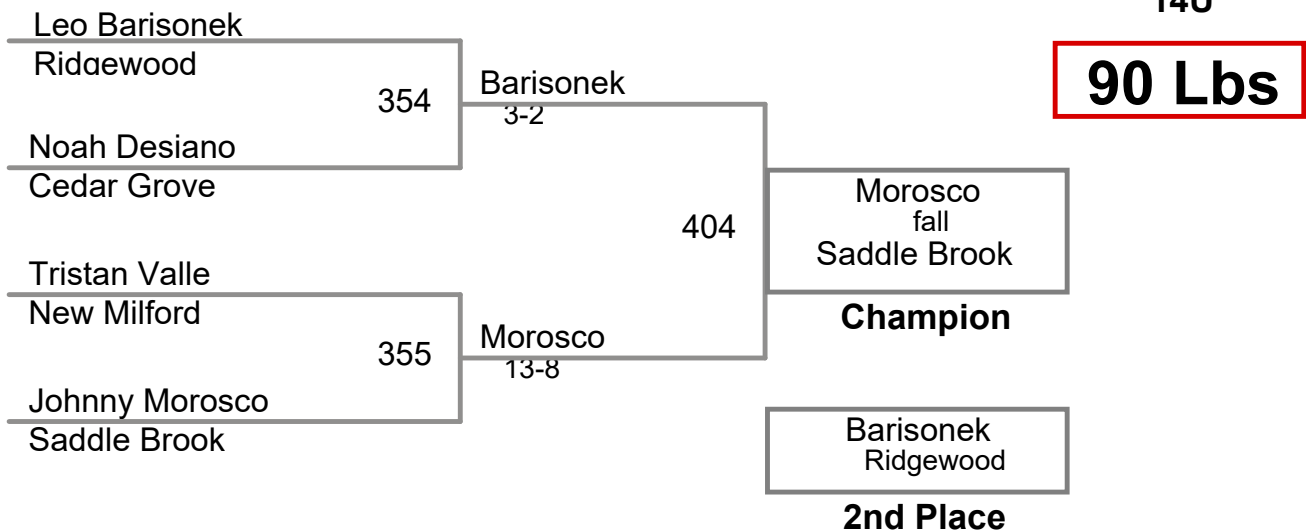 14U
90 Lbs
Leo Barisonek
Ridgewood
354
Barisonek
3-2
Noah Desiano
Cedar Grove
404
Morosco
fall
Saddle Brook
Champion
Tristan Valle
New Milford
355
Morosco
13-8
Johnny Morosco
Saddle Brook
Barisonek
Ridgewood
2nd Place